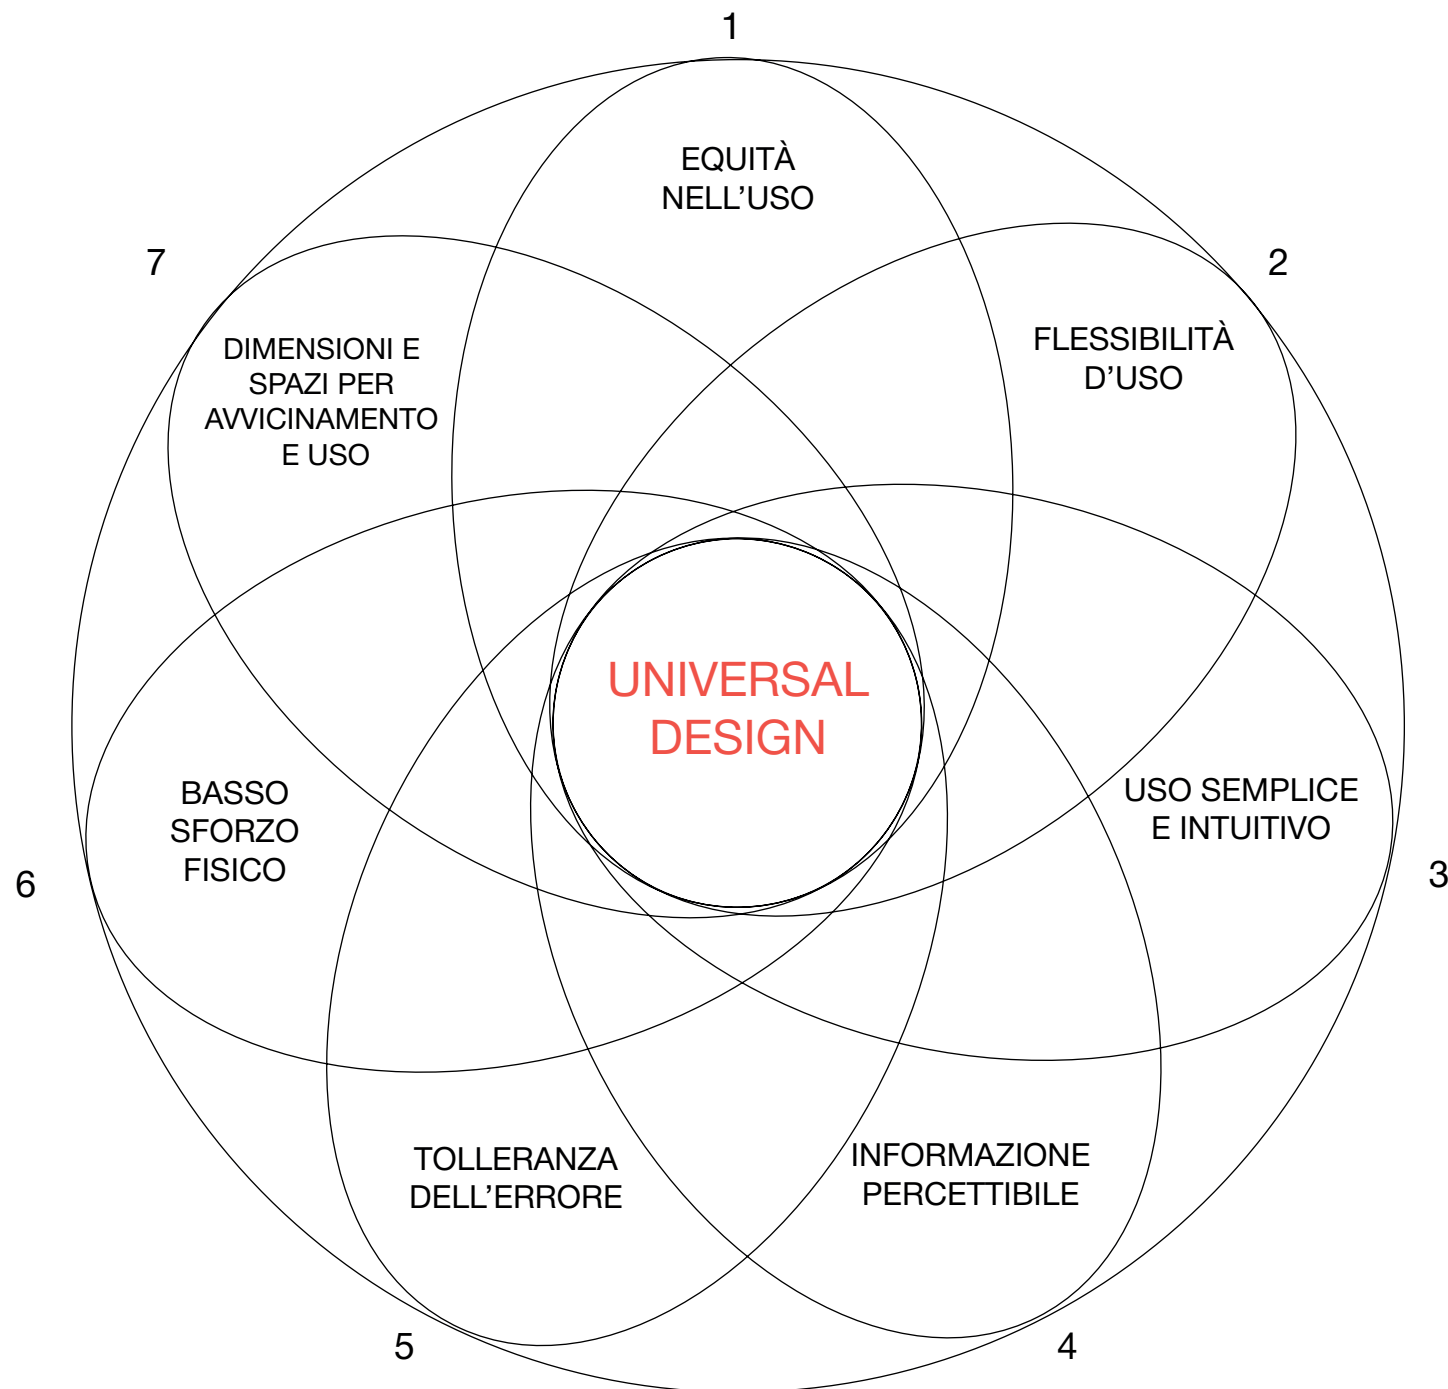 1
EQUITÀ
NELL'USO
2
FLESSIBILITÀ
D'USO
3
USO SEMPLICE
E INTUITIVO
4
INFORMAZIONE
PERCETTIBILE
5
TOLLERANZA
DELL'ERRORE
6
BASSO
SFORZO
FISICO
7
DIMENSIONI E
SPAZI PER
AVVICINAMENTO
E USO
UNIVERSAL
DESIGN